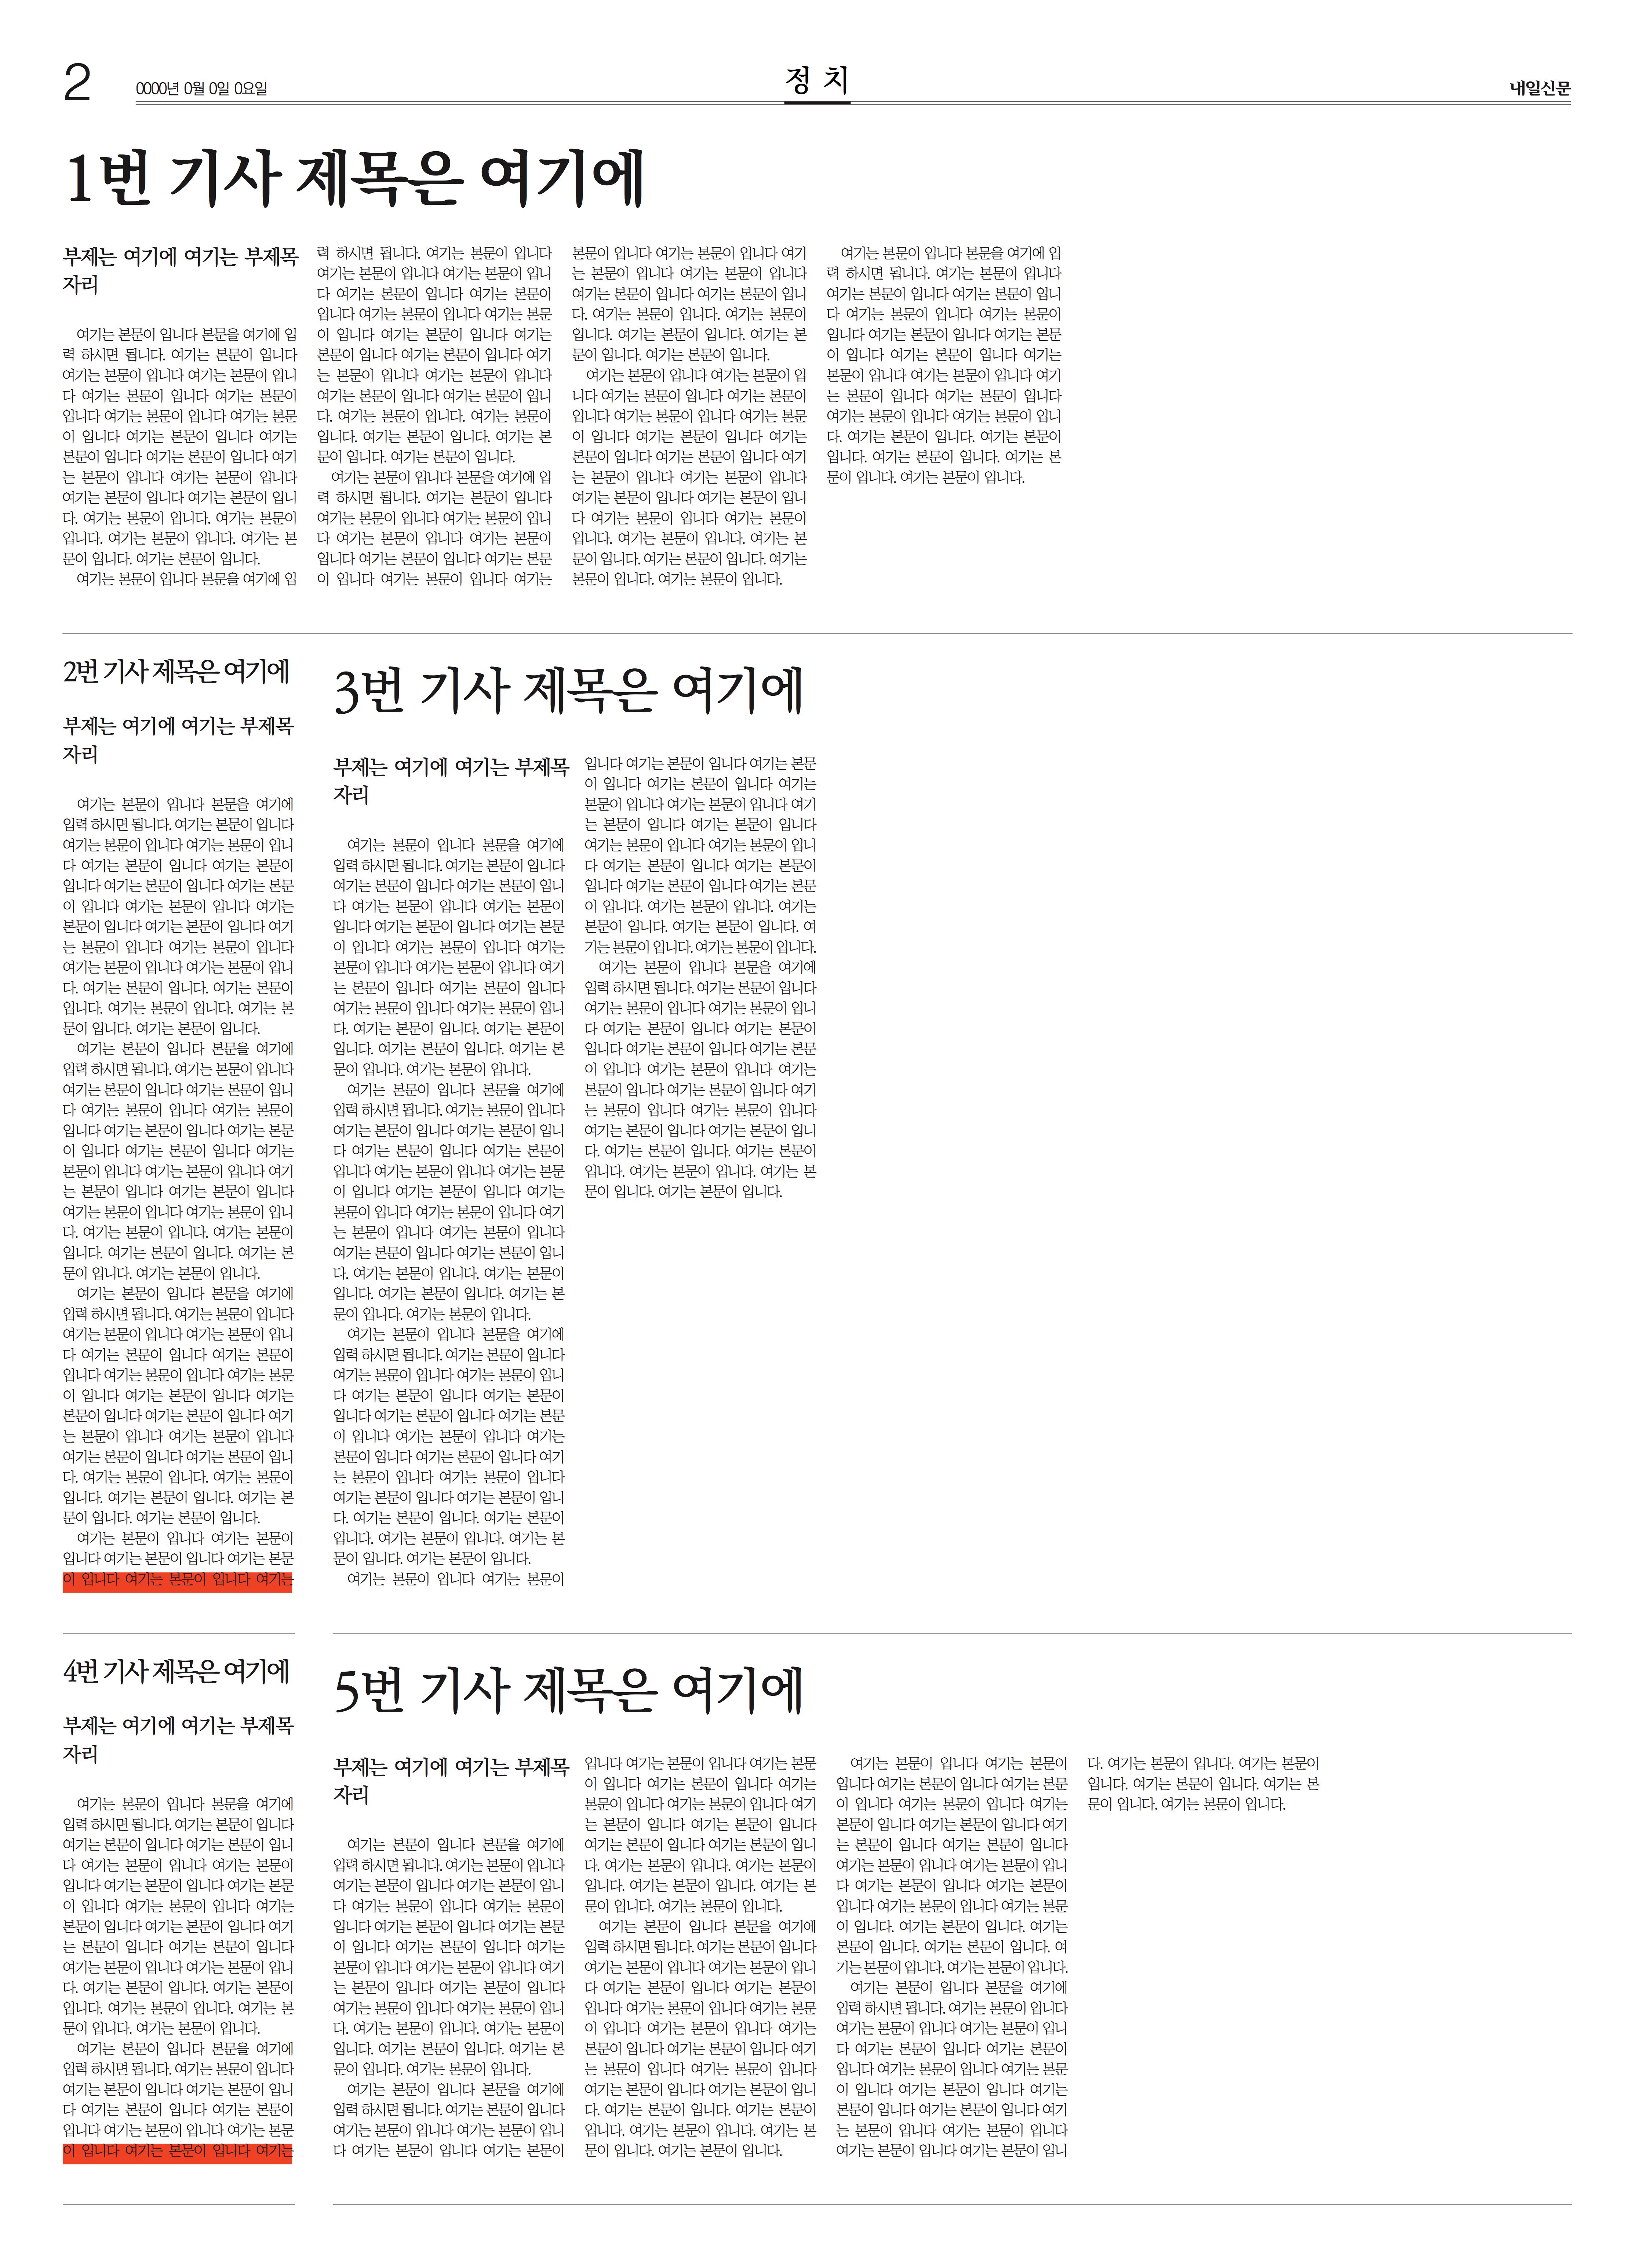 2
0000년 0월 0일 0요일
정 치
내일신문
1번 기사 제목은 여기에
부제는 여기에 여기는 부제목
자리
여기는 본문이 입니다 본문을 여기에 입
력 하시면 됩니다. 여기는 본문이 입니다
여기는 본문이 입니다 여기는 본문이 입니
다 여기는 본문이 입니다 여기는 본문이
입니다 여기는 본문이 입니다 여기는 본문
이 입니다 여기는 본문이 입니다 여기는
본문이 입니다 여기는 본문이 입니다 여기
는 본문이 입니다 여기는 본문이 입니다
여기는 본문이 입니다 여기는 본문이 입니
다. 여기는 본문이 입니다. 여기는 본문이
입니다. 여기는 본문이 입니다. 여기는 본
문이 입니다. 여기는 본문이 입니다.
여기는 본문이 입니다 본문을 여기에 입
력 하시면 됩니다. 여기는 본문이 입니다
여기는 본문이 입니다 여기는 본문이 입니
다 여기는 본문이 입니다 여기는 본문이
입니다 여기는 본문이 입니다 여기는 본문
이 입니다 여기는 본문이 입니다 여기는
본문이 입니다 여기는 본문이 입니다 여기
는 본문이 입니다 여기는 본문이 입니다
여기는 본문이 입니다 여기는 본문이 입니
다. 여기는 본문이 입니다. 여기는 본문이
입니다. 여기는 본문이 입니다. 여기는 본
문이 입니다. 여기는 본문이 입니다.
여기는 본문이 입니다 본문을 여기에 입
력 하시면 됩니다. 여기는 본문이 입니다
여기는 본문이 입니다 여기는 본문이 입니
다 여기는 본문이 입니다 여기는 본문이
입니다 여기는 본문이 입니다 여기는 본문
이 입니다 여기는 본문이 입니다 여기는
본문이 입니다 여기는 본문이 입니다 여기
는 본문이 입니다 여기는 본문이 입니다
여기는 본문이 입니다 여기는 본문이 입니
다. 여기는 본문이 입니다. 여기는 본문이
입니다. 여기는 본문이 입니다. 여기는 본
문이 입니다. 여기는 본문이 입니다.
여기는 본문이 입니다 여기는 본문이 입
니다 여기는 본문이 입니다 여기는 본문이
입니다 여기는 본문이 입니다 여기는 본문
이 입니다 여기는 본문이 입니다 여기는
본문이 입니다 여기는 본문이 입니다 여기
는 본문이 입니다 여기는 본문이 입니다
여기는 본문이 입니다 여기는 본문이 입니
다 여기는 본문이 입니다 여기는 본문이
입니다. 여기는 본문이 입니다. 여기는 본
문이 입니다. 여기는 본문이 입니다. 여기는
본문이 입니다. 여기는 본문이 입니다.
여기는 본문이 입니다 본문을 여기에 입
력 하시면 됩니다. 여기는 본문이 입니다
여기는 본문이 입니다 여기는 본문이 입니
다 여기는 본문이 입니다 여기는 본문이
입니다 여기는 본문이 입니다 여기는 본문
이 입니다 여기는 본문이 입니다 여기는
본문이 입니다 여기는 본문이 입니다 여기
는 본문이 입니다 여기는 본문이 입니다
여기는 본문이 입니다 여기는 본문이 입니
다. 여기는 본문이 입니다. 여기는 본문이
입니다. 여기는 본문이 입니다. 여기는 본
문이 입니다. 여기는 본문이 입니다.
2번 기사 제목은 여기에
부제는 여기에 여기는 부제목
자리
여기는 본문이 입니다 본문을 여기에
입력 하시면 됩니다. 여기는 본문이 입니다
여기는 본문이 입니다 여기는 본문이 입니
다 여기는 본문이 입니다 여기는 본문이
입니다 여기는 본문이 입니다 여기는 본문
이 입니다 여기는 본문이 입니다 여기는
본문이 입니다 여기는 본문이 입니다 여기
는 본문이 입니다 여기는 본문이 입니다
여기는 본문이 입니다 여기는 본문이 입니
다. 여기는 본문이 입니다. 여기는 본문이
입니다. 여기는 본문이 입니다. 여기는 본
문이 입니다. 여기는 본문이 입니다.
여기는 본문이 입니다 본문을 여기에
입력 하시면 됩니다. 여기는 본문이 입니다
여기는 본문이 입니다 여기는 본문이 입니
다 여기는 본문이 입니다 여기는 본문이
입니다 여기는 본문이 입니다 여기는 본문
이 입니다 여기는 본문이 입니다 여기는
본문이 입니다 여기는 본문이 입니다 여기
는 본문이 입니다 여기는 본문이 입니다
여기는 본문이 입니다 여기는 본문이 입니
다. 여기는 본문이 입니다. 여기는 본문이
입니다. 여기는 본문이 입니다. 여기는 본
문이 입니다. 여기는 본문이 입니다.
여기는 본문이 입니다 본문을 여기에
입력 하시면 됩니다. 여기는 본문이 입니다
여기는 본문이 입니다 여기는 본문이 입니
다 여기는 본문이 입니다 여기는 본문이
입니다 여기는 본문이 입니다 여기는 본문
이 입니다 여기는 본문이 입니다 여기는
본문이 입니다 여기는 본문이 입니다 여기
는 본문이 입니다 여기는 본문이 입니다
여기는 본문이 입니다 여기는 본문이 입니
다. 여기는 본문이 입니다. 여기는 본문이
입니다. 여기는 본문이 입니다. 여기는 본
문이 입니다. 여기는 본문이 입니다.
여기는 본문이 입니다 여기는 본문이
입니다 여기는 본문이 입니다 여기는 본문
이 입니다 여기는 본문이 입니다 여기는
3번 기사 제목은 여기에
부제는 여기에 여기는 부제목
자리
여기는 본문이 입니다 본문을 여기에
입력 하시면 됩니다. 여기는 본문이 입니다
여기는 본문이 입니다 여기는 본문이 입니
다 여기는 본문이 입니다 여기는 본문이
입니다 여기는 본문이 입니다 여기는 본문
이 입니다 여기는 본문이 입니다 여기는
본문이 입니다 여기는 본문이 입니다 여기
는 본문이 입니다 여기는 본문이 입니다
여기는 본문이 입니다 여기는 본문이 입니
다. 여기는 본문이 입니다. 여기는 본문이
입니다. 여기는 본문이 입니다. 여기는 본
문이 입니다. 여기는 본문이 입니다.
여기는 본문이 입니다 본문을 여기에
입력 하시면 됩니다. 여기는 본문이 입니다
여기는 본문이 입니다 여기는 본문이 입니
다 여기는 본문이 입니다 여기는 본문이
입니다 여기는 본문이 입니다 여기는 본문
이 입니다 여기는 본문이 입니다 여기는
본문이 입니다 여기는 본문이 입니다 여기
는 본문이 입니다 여기는 본문이 입니다
여기는 본문이 입니다 여기는 본문이 입니
다. 여기는 본문이 입니다. 여기는 본문이
입니다. 여기는 본문이 입니다. 여기는 본
문이 입니다. 여기는 본문이 입니다.
여기는 본문이 입니다 본문을 여기에
입력 하시면 됩니다. 여기는 본문이 입니다
여기는 본문이 입니다 여기는 본문이 입니
다 여기는 본문이 입니다 여기는 본문이
입니다 여기는 본문이 입니다 여기는 본문
이 입니다 여기는 본문이 입니다 여기는
본문이 입니다 여기는 본문이 입니다 여기
는 본문이 입니다 여기는 본문이 입니다
여기는 본문이 입니다 여기는 본문이 입니
다. 여기는 본문이 입니다. 여기는 본문이
입니다. 여기는 본문이 입니다. 여기는 본
문이 입니다. 여기는 본문이 입니다.
여기는 본문이 입니다 여기는 본문이
입니다 여기는 본문이 입니다 여기는 본문
이 입니다 여기는 본문이 입니다 여기는
본문이 입니다 여기는 본문이 입니다 여기
는 본문이 입니다 여기는 본문이 입니다
여기는 본문이 입니다 여기는 본문이 입니
다 여기는 본문이 입니다 여기는 본문이
입니다 여기는 본문이 입니다 여기는 본문
이 입니다. 여기는 본문이 입니다. 여기는
본문이 입니다. 여기는 본문이 입니다. 여
기는 본문이 입니다. 여기는 본문이 입니다.
여기는 본문이 입니다 본문을 여기에
입력 하시면 됩니다. 여기는 본문이 입니다
여기는 본문이 입니다 여기는 본문이 입니
다 여기는 본문이 입니다 여기는 본문이
입니다 여기는 본문이 입니다 여기는 본문
이 입니다 여기는 본문이 입니다 여기는
본문이 입니다 여기는 본문이 입니다 여기
는 본문이 입니다 여기는 본문이 입니다
여기는 본문이 입니다 여기는 본문이 입니
다. 여기는 본문이 입니다. 여기는 본문이
입니다. 여기는 본문이 입니다. 여기는 본
문이 입니다. 여기는 본문이 입니다.
4번 기사 제목은 여기에
부제는 여기에 여기는 부제목
자리
여기는 본문이 입니다 본문을 여기에
입력 하시면 됩니다. 여기는 본문이 입니다
여기는 본문이 입니다 여기는 본문이 입니
다 여기는 본문이 입니다 여기는 본문이
입니다 여기는 본문이 입니다 여기는 본문
이 입니다 여기는 본문이 입니다 여기는
본문이 입니다 여기는 본문이 입니다 여기
는 본문이 입니다 여기는 본문이 입니다
여기는 본문이 입니다 여기는 본문이 입니
다. 여기는 본문이 입니다. 여기는 본문이
입니다. 여기는 본문이 입니다. 여기는 본
문이 입니다. 여기는 본문이 입니다.
여기는 본문이 입니다 본문을 여기에
입력 하시면 됩니다. 여기는 본문이 입니다
여기는 본문이 입니다 여기는 본문이 입니
다 여기는 본문이 입니다 여기는 본문이
입니다 여기는 본문이 입니다 여기는 본문
이 입니다 여기는 본문이 입니다 여기는
5번 기사 제목은 여기에
부제는 여기에 여기는 부제목
자리
여기는 본문이 입니다 본문을 여기에
입력 하시면 됩니다. 여기는 본문이 입니다
여기는 본문이 입니다 여기는 본문이 입니
다 여기는 본문이 입니다 여기는 본문이
입니다 여기는 본문이 입니다 여기는 본문
이 입니다 여기는 본문이 입니다 여기는
본문이 입니다 여기는 본문이 입니다 여기
는 본문이 입니다 여기는 본문이 입니다
여기는 본문이 입니다 여기는 본문이 입니
다. 여기는 본문이 입니다. 여기는 본문이
입니다. 여기는 본문이 입니다. 여기는 본
문이 입니다. 여기는 본문이 입니다.
여기는 본문이 입니다 본문을 여기에
입력 하시면 됩니다. 여기는 본문이 입니다
여기는 본문이 입니다 여기는 본문이 입니
다 여기는 본문이 입니다 여기는 본문이
입니다 여기는 본문이 입니다 여기는 본문
이 입니다 여기는 본문이 입니다 여기는
본문이 입니다 여기는 본문이 입니다 여기
는 본문이 입니다 여기는 본문이 입니다
여기는 본문이 입니다 여기는 본문이 입니
다. 여기는 본문이 입니다. 여기는 본문이
입니다. 여기는 본문이 입니다. 여기는 본
문이 입니다. 여기는 본문이 입니다.
여기는 본문이 입니다 본문을 여기에
입력 하시면 됩니다. 여기는 본문이 입니다
여기는 본문이 입니다 여기는 본문이 입니
다 여기는 본문이 입니다 여기는 본문이
입니다 여기는 본문이 입니다 여기는 본문
이 입니다 여기는 본문이 입니다 여기는
본문이 입니다 여기는 본문이 입니다 여기
는 본문이 입니다 여기는 본문이 입니다
여기는 본문이 입니다 여기는 본문이 입니
다. 여기는 본문이 입니다. 여기는 본문이
입니다. 여기는 본문이 입니다. 여기는 본
문이 입니다. 여기는 본문이 입니다.
여기는 본문이 입니다 여기는 본문이
입니다 여기는 본문이 입니다 여기는 본문
이 입니다 여기는 본문이 입니다 여기는
본문이 입니다 여기는 본문이 입니다 여기
는 본문이 입니다 여기는 본문이 입니다
여기는 본문이 입니다 여기는 본문이 입니
다 여기는 본문이 입니다 여기는 본문이
입니다 여기는 본문이 입니다 여기는 본문
이 입니다. 여기는 본문이 입니다. 여기는
본문이 입니다. 여기는 본문이 입니다. 여
기는 본문이 입니다. 여기는 본문이 입니다.
여기는 본문이 입니다 본문을 여기에
입력 하시면 됩니다. 여기는 본문이 입니다
여기는 본문이 입니다 여기는 본문이 입니
다 여기는 본문이 입니다 여기는 본문이
입니다 여기는 본문이 입니다 여기는 본문
이 입니다 여기는 본문이 입니다 여기는
본문이 입니다 여기는 본문이 입니다 여기
는 본문이 입니다 여기는 본문이 입니다
여기는 본문이 입니다 여기는 본문이 입니
다. 여기는 본문이 입니다. 여기는 본문이
입니다. 여기는 본문이 입니다. 여기는 본
문이 입니다. 여기는 본문이 입니다.